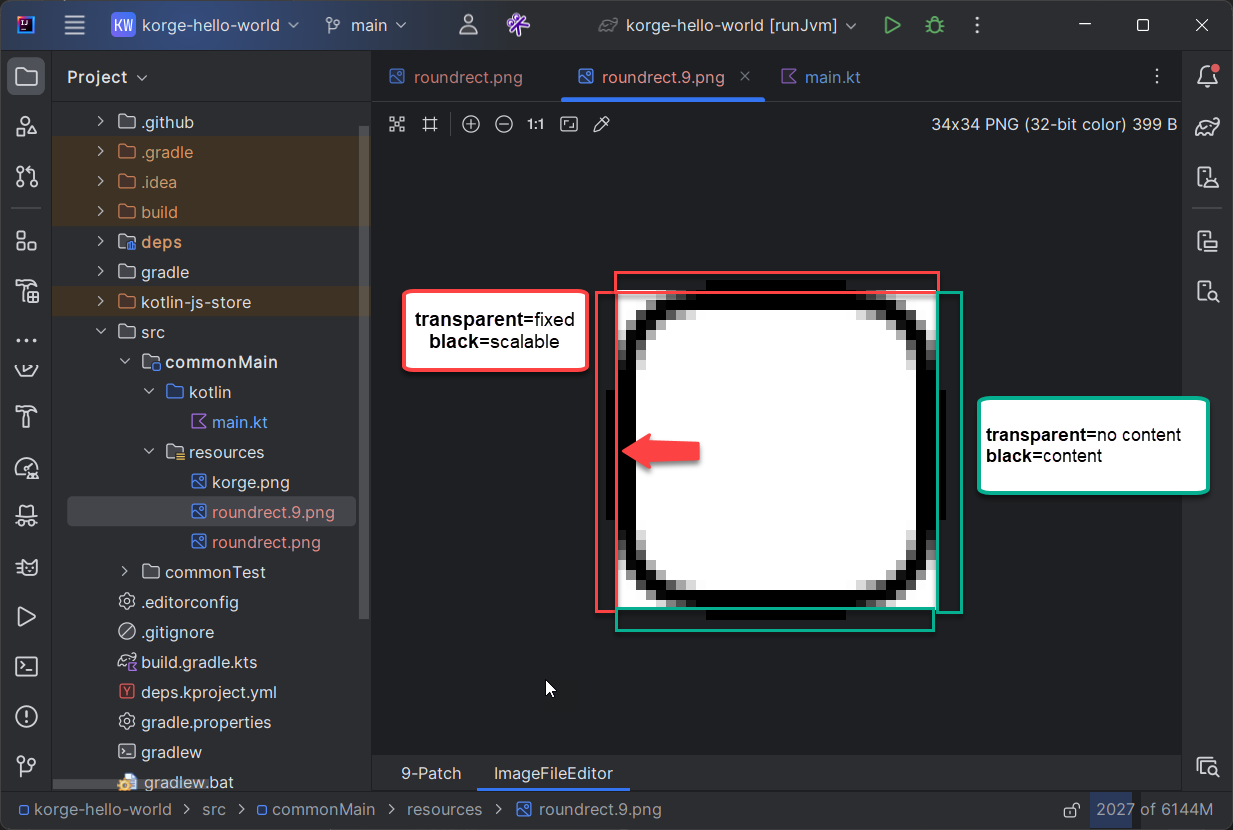 KW korge-hello-world
main
korge-hello-world [runJvm]
Project
roundrect.png
roundrect.9.png
main.kt
1:1
34x34 PNG (32-bit color) 399 B
.github
.gradle
.idea
build
deps
gradle
kotlin-js-store
src
commonMain
kotlin
main.kt
resources
korge.png
roundrect.9.png
roundrect.png
commonTest
.editorconfig
.gitignore
build.gradle.kts
deps.kproject.yml
gradle.properties
gradlew
gradlew.bat
transparent=fixed
black=scalable
transparent=no content
black=content
9-Patch
ImageFileEditor
korge-hello-world > src > commonMain > resources > roundrect.9.png
2027 of 6144M